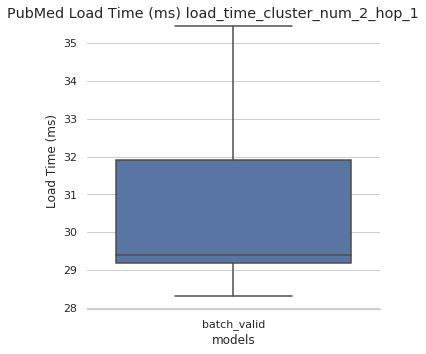 PubMed Load Time (ms) load_time_cluster_num_2_hop_1
35
34
33
32
31
30
29
28
Load Time (ms)
batch_valid
models